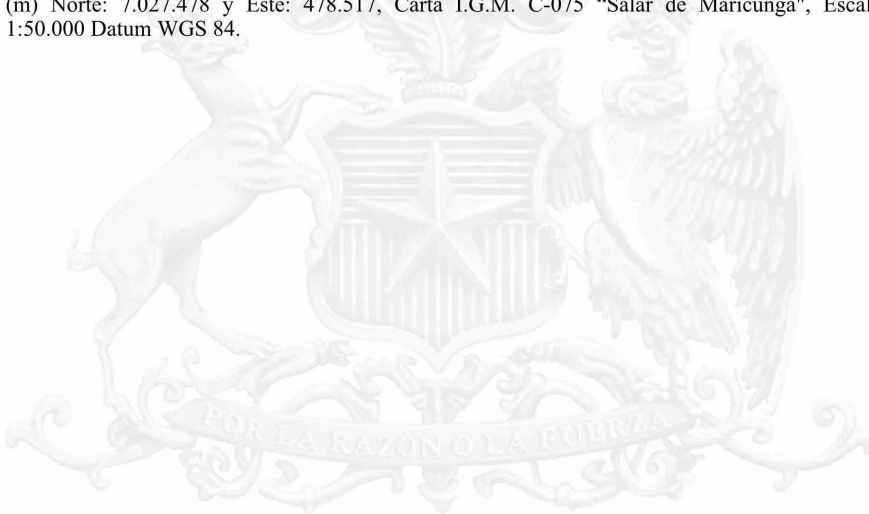 (m) Norte: 7.027.478 y Este: 478.517, Carta I.G.M. C-075 “Salar de Maricunga", Escal
1:50.000 Datum WGS 84.
POR LA RAZÓN O LA FUERZA